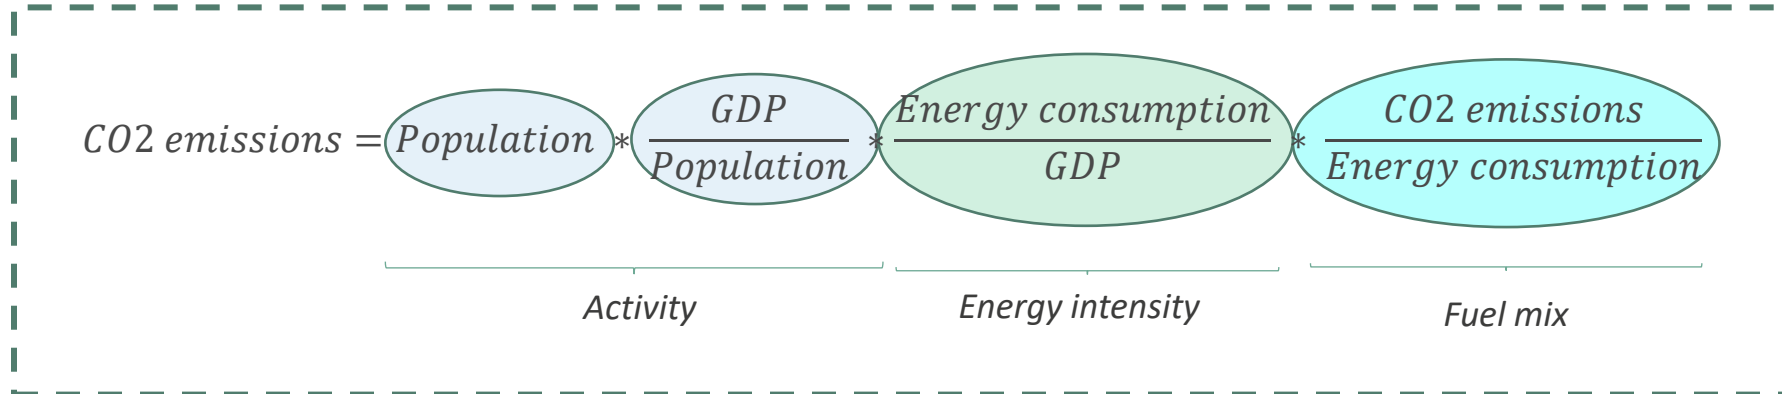 CO2 emissions = Population * GDP / Population * Energy consumption / GDP * CO2 emissions / Energy consumption
Activity
Energy intensity
Fuel mix